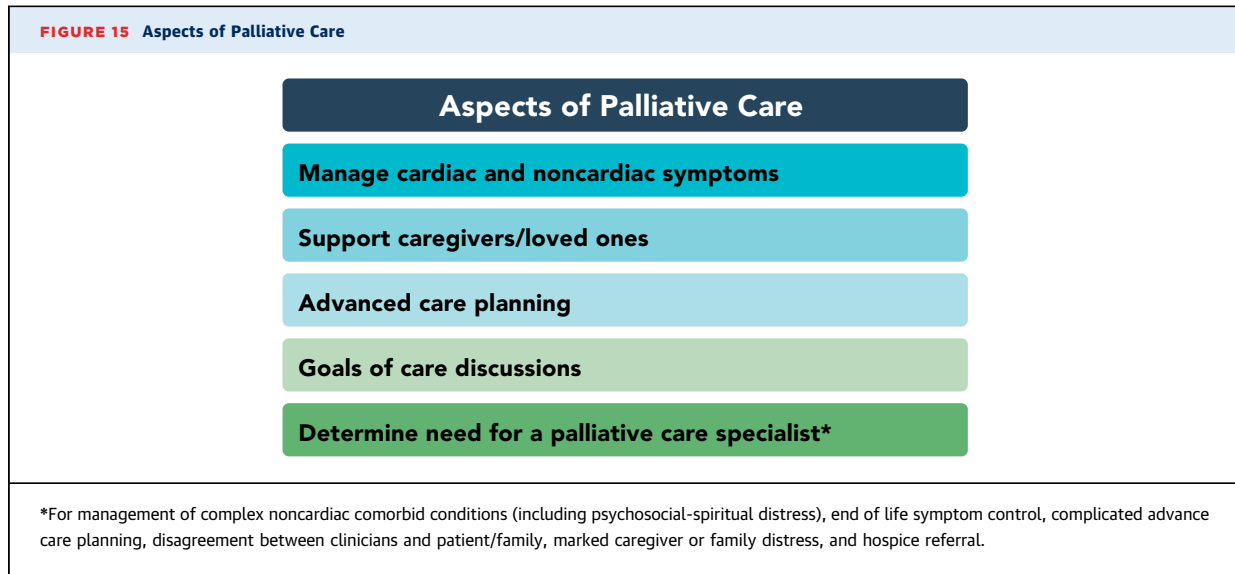 FIGURE 15 Aspects of Palliative Care
Aspects of Palliative Care
Manage cardiac and noncardiac symptoms
Support caregivers/loved ones
Advanced care planning
Goals of care discussions
Determine need for a palliative care specialist*
*For management of complex noncardiac comorbid conditions (including psychosocial-spiritual distress), end of life symptom control, complicated advance
care planning, disagreement between clinicians and patient/family, marked caregiver or family distress, and hospice referral.